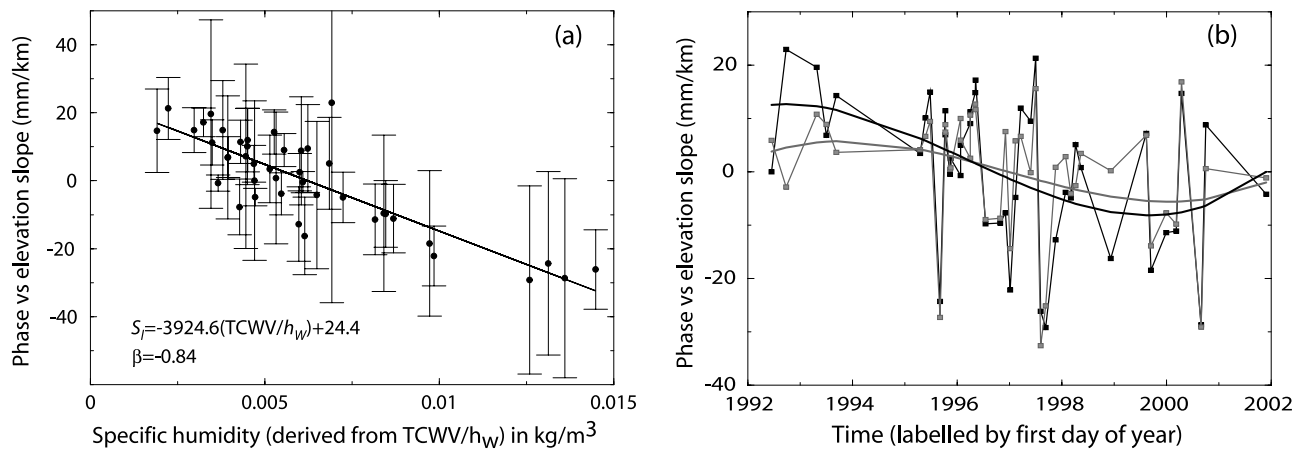 (a)
Phase vs elevation slope (mm/km)
40
20
0
-20
-40
S_i=-3924.6(TCWV/h_W)+24.4
β=-0.84
0
0.005
0.01
0.015
Specific humidity (derived from TCWV/h_W) in kg/m³
(b)
Phase vs elevation slope (mm/km)
20
0
-20
-40
1992
1994
1996
1998
2000
2002
Time (labelled by first day of year)